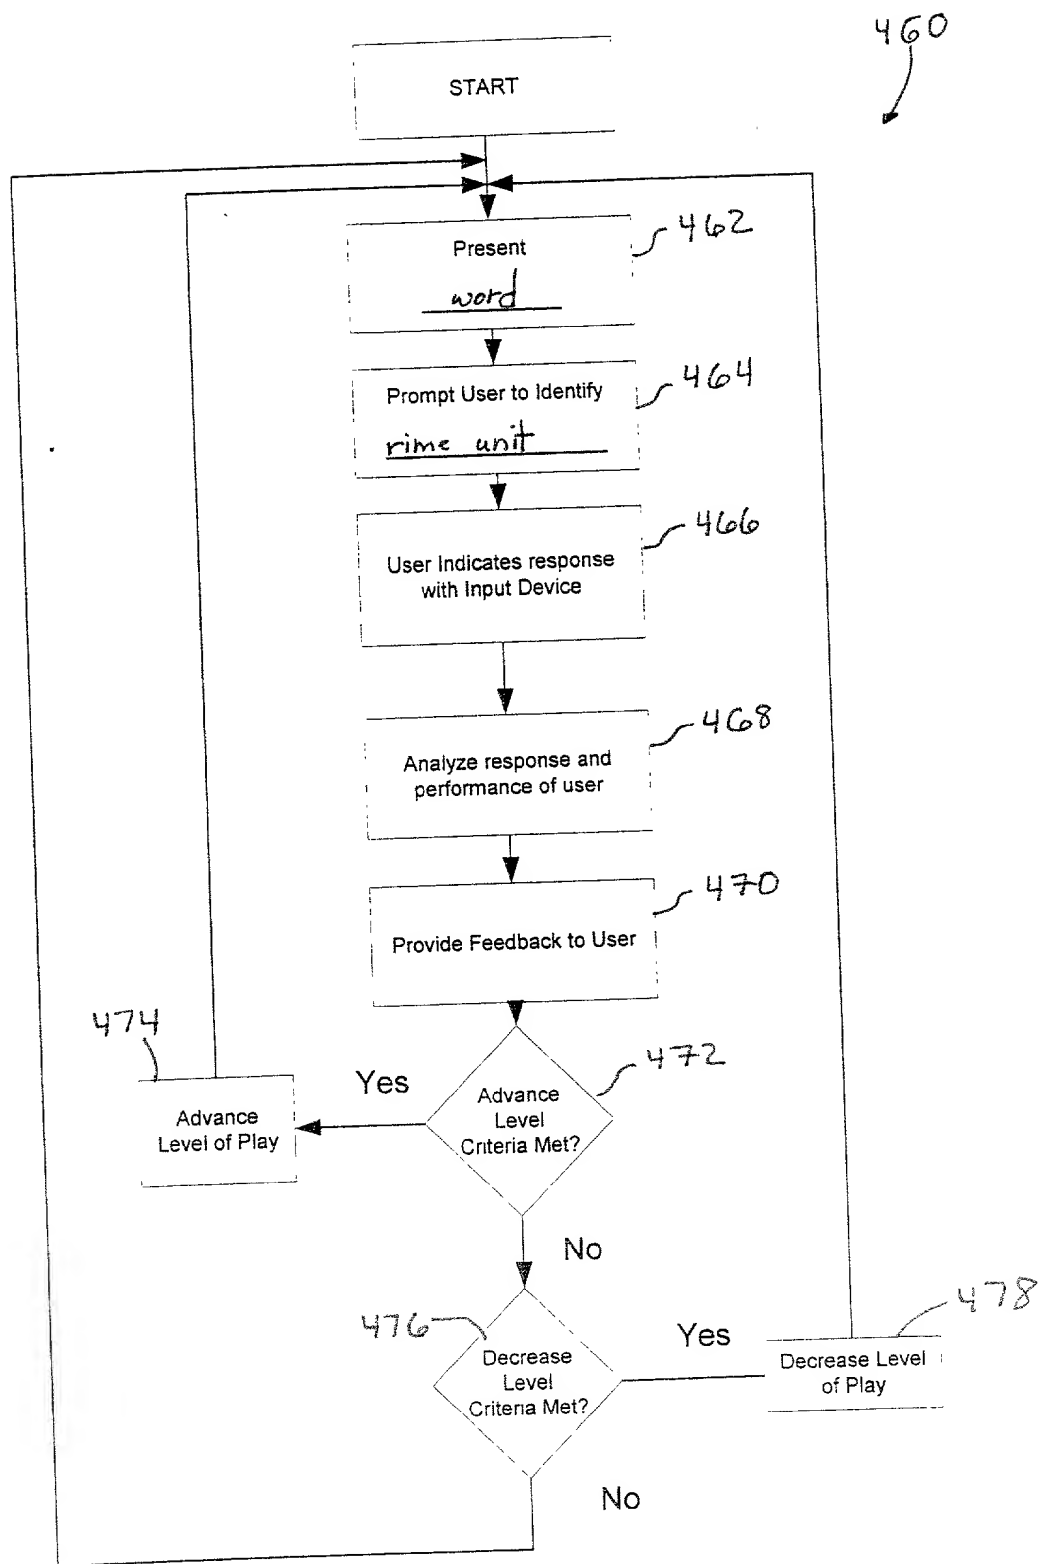 460
START
Present
word
462
Prompt User to Identify
rime unit
464
User Indicates response
with Input Device
466
Analyze response and
performance of user
468
Provide Feedback to User
470
Advance
Level
Criteria Met?
472
Yes
Advance
Level of Play
474
No
Decrease
Level
Criteria Met?
476
Yes
Decrease Level
of Play
478
No